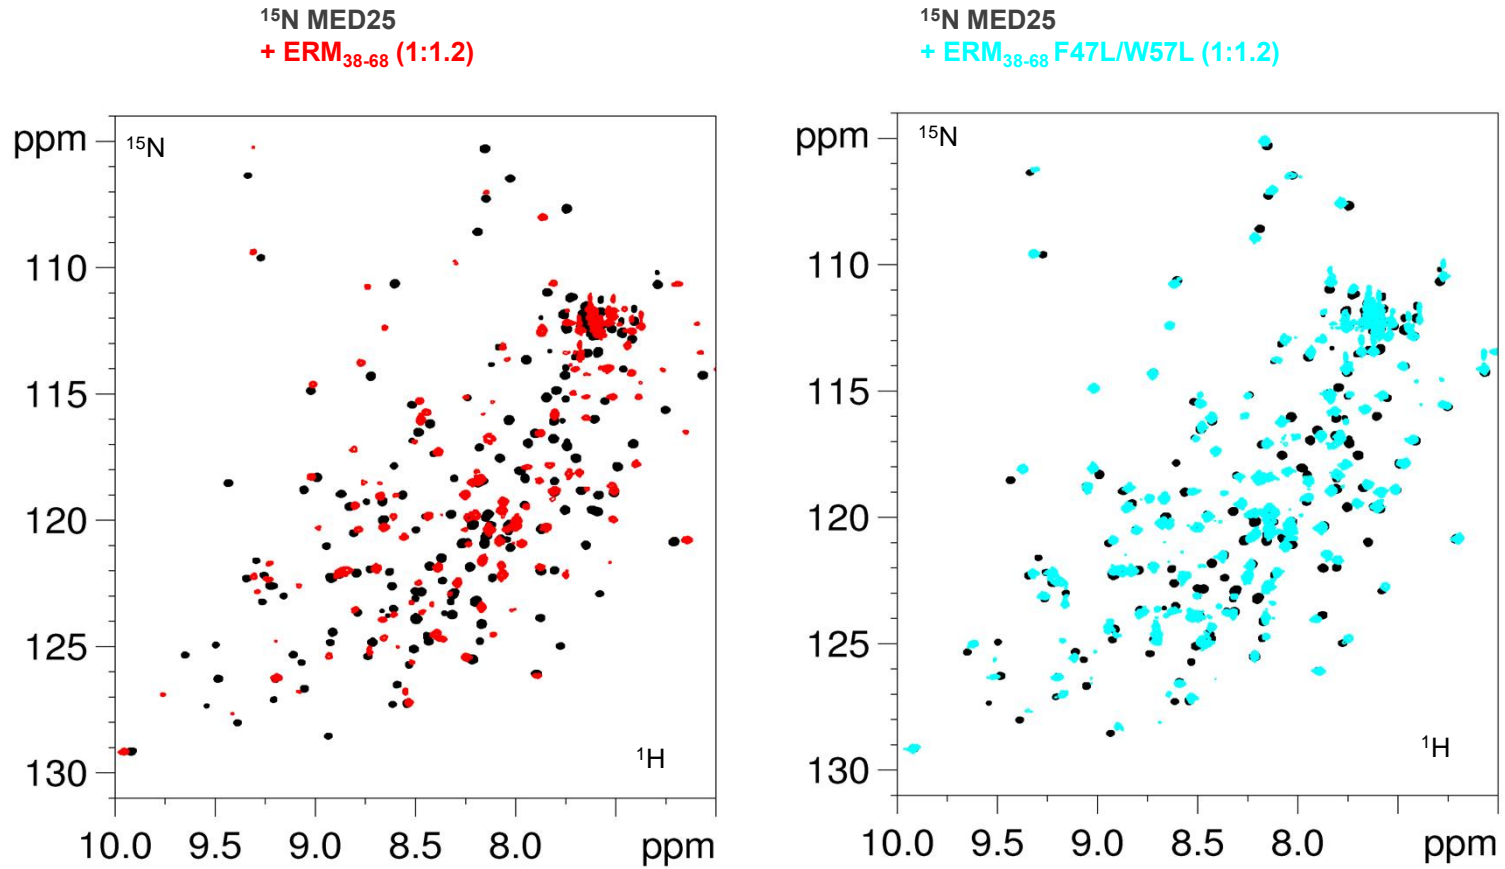 ¹⁵N MED25
+ ERM₃₈₋₆₈ (1:1.2)
ppm
¹⁵N
110
115
120
125
130
¹H
10.0 9.5 9.0 8.5 8.0 ppm
¹⁵N MED25
+ ERM₃₈₋₆₈ F47L/W57L (1:1.2)
ppm
¹⁵N
110
115
120
125
130
¹H
10.0 9.5 9.0 8.5 8.0 ppm